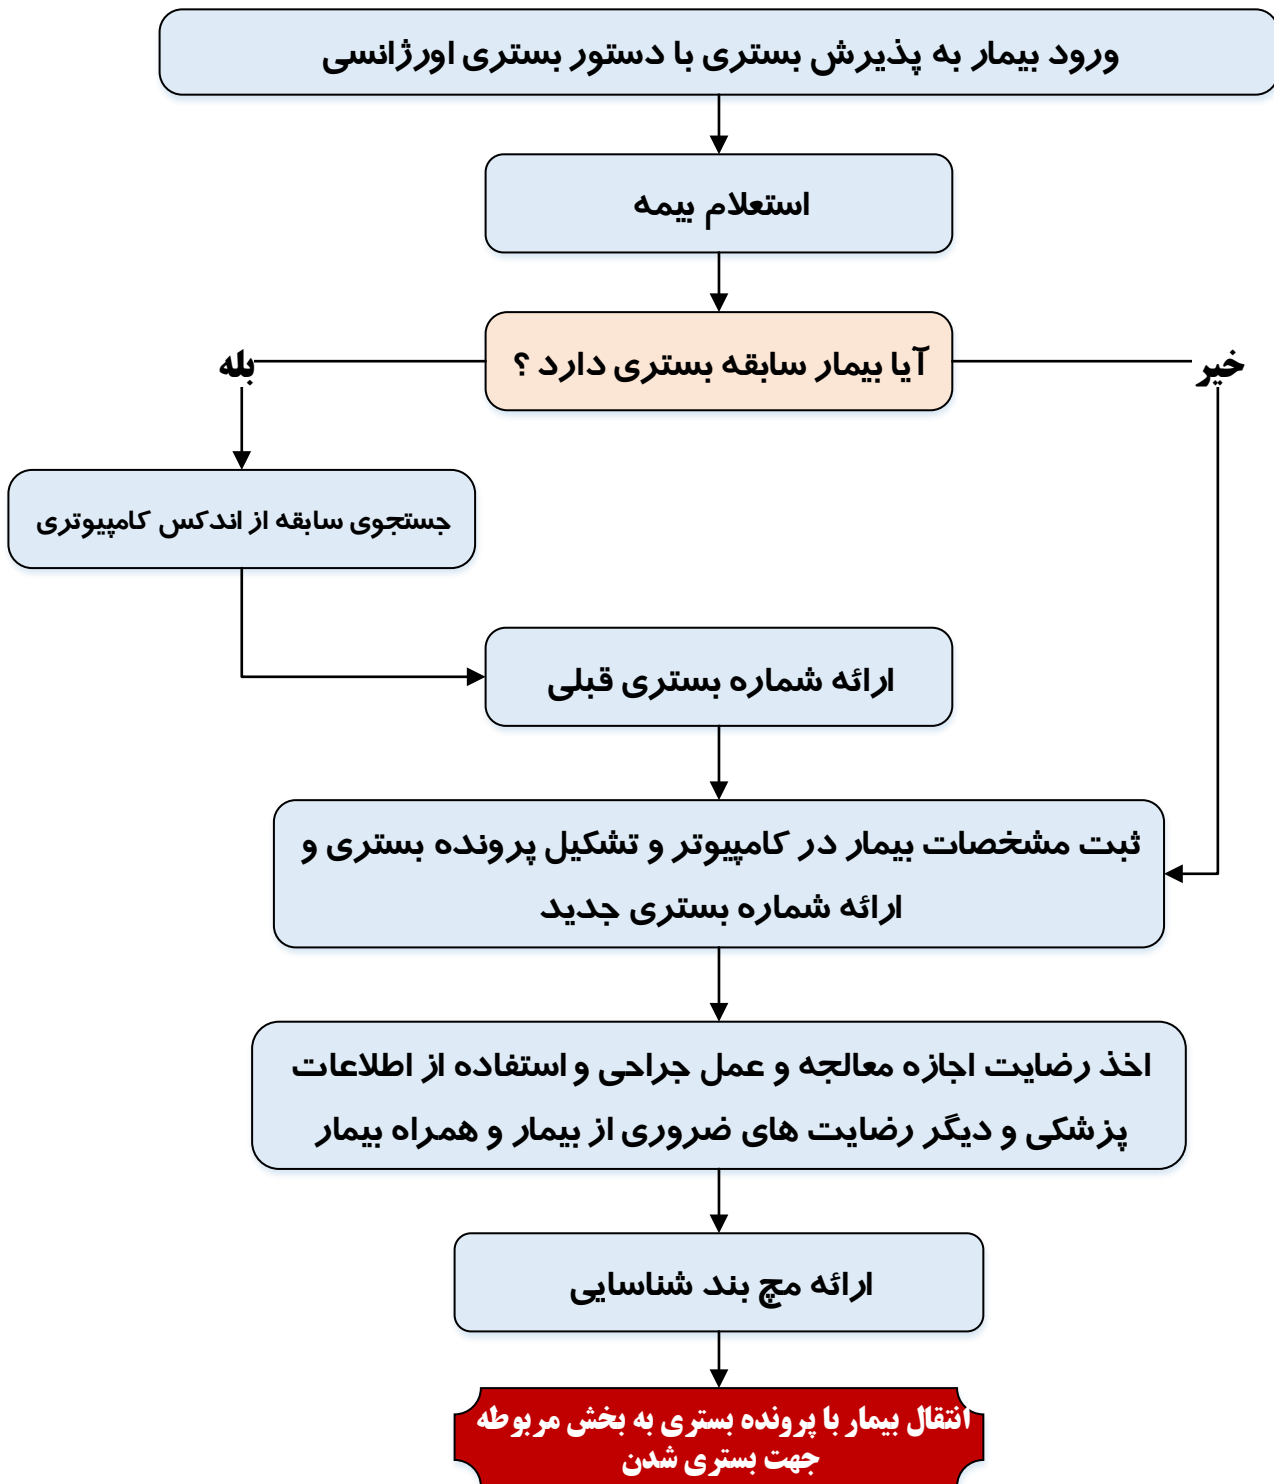 ورود بیمار به پذیرش بستری با دستور بستری اورژانسی
استعلام بیمه
آیا بیمار سابقه بستری دارد ؟
خیر
بله
جستجوی سابقه از اندکس کامپیوتری
ارائه شماره بستری قبلی
ثبت مشخصات بیمار در کامپیوتر و تشکیل پرونده بستری و
ارائه شماره بستری جدید
اخذ رضایت اجازه معالجه و عمل جراحی و استفاده از اطلاعات
پزشکی و دیگر رضایت های ضروری از بیمار و همراه بیمار
ارائه مچ بند شناسایی
انتقال بیمار با پرونده بستری به بخش مربوطه
جهت بستری شدن